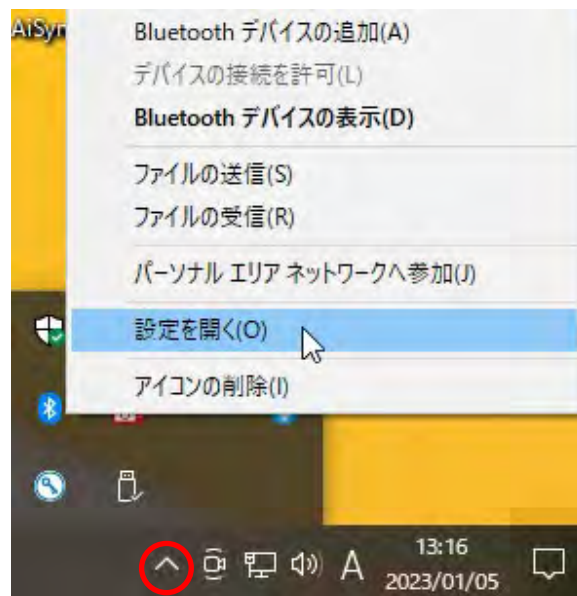 AiSyn
Bluetooth デバイスの追加(A)
デバイスの接続を許可(L)
Bluetooth デバイスの表示(D)
ファイルの送信(S)
ファイルの受信(R)
パーソナル エリア ネットワークへ参加(J)
設定を開く(O)
アイコンの削除(I)
A
13:16
2023/01/05